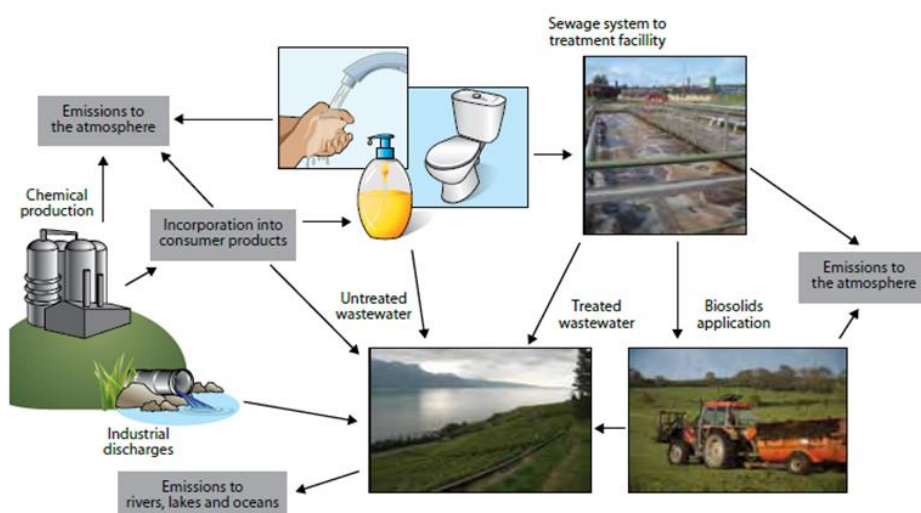 Sewage system to
treatment facillity
Emissions to
the atmosphere
Chemical
production
Incorporation into
consumer products
Emissions to
the atmosphere
Untreated
wastewater
Treated
wastewater
Biosolids
application
Industrial
discharges
Emissions to
rivers, lakes and oceans